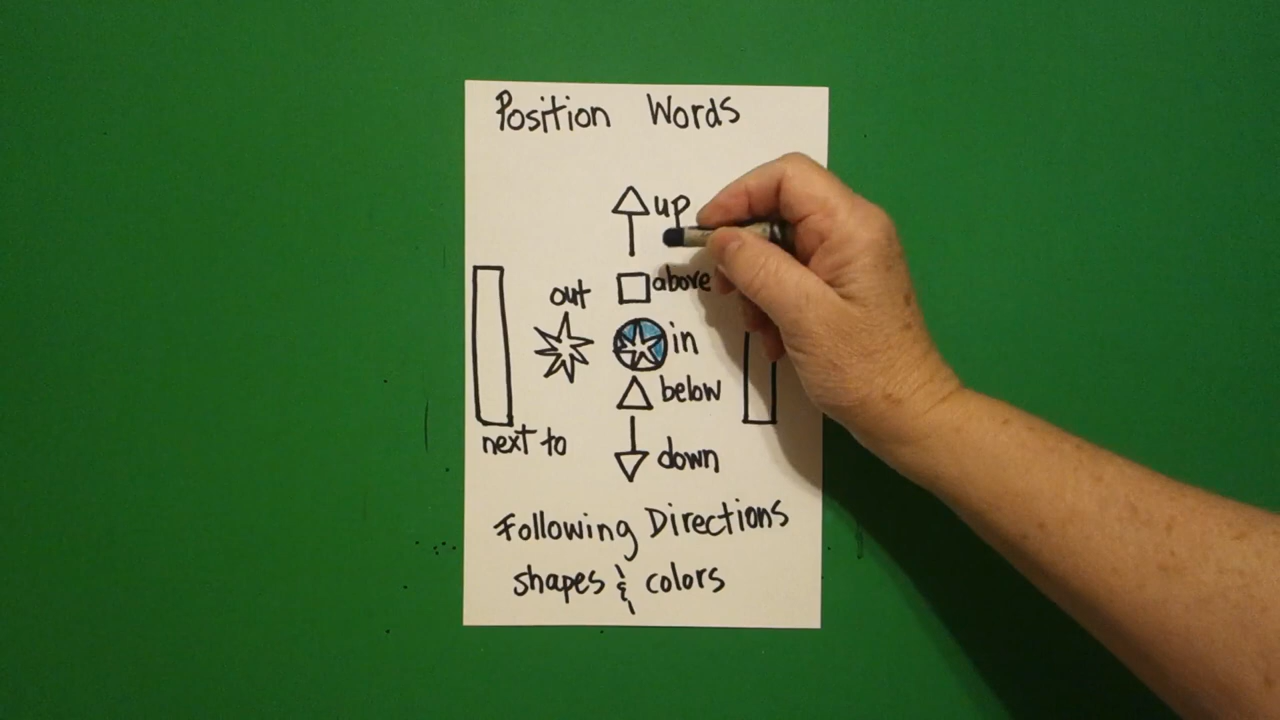 Position Words
up
out
above
in
below
next to
down
Following Directions
shapes & colors